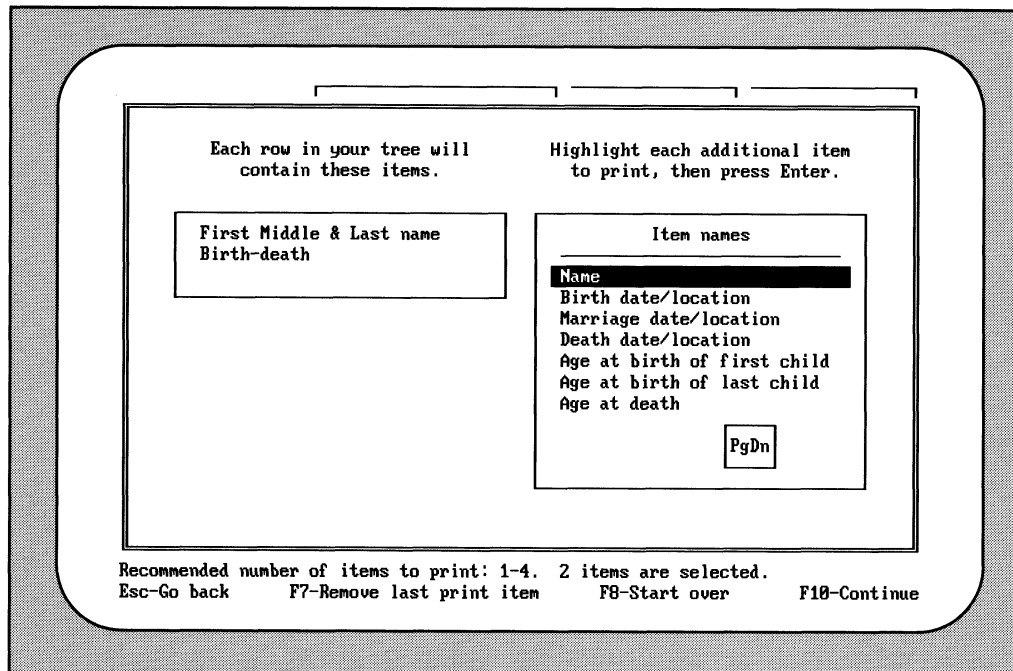 Each row in your tree will
contain these items.
Highlight each additional item
to print, then press Enter.
First Middle & Last name
Birth-death
Item names
Name
Birth date/location
Marriage date/location
Death date/location
Age at birth of first child
Age at birth of last child
Age at death
PgDn
Recommended number of items to print: 1-4. 2 items are selected.
Esc-Go back F7-Remove last print item F8-Start over F10-Continue